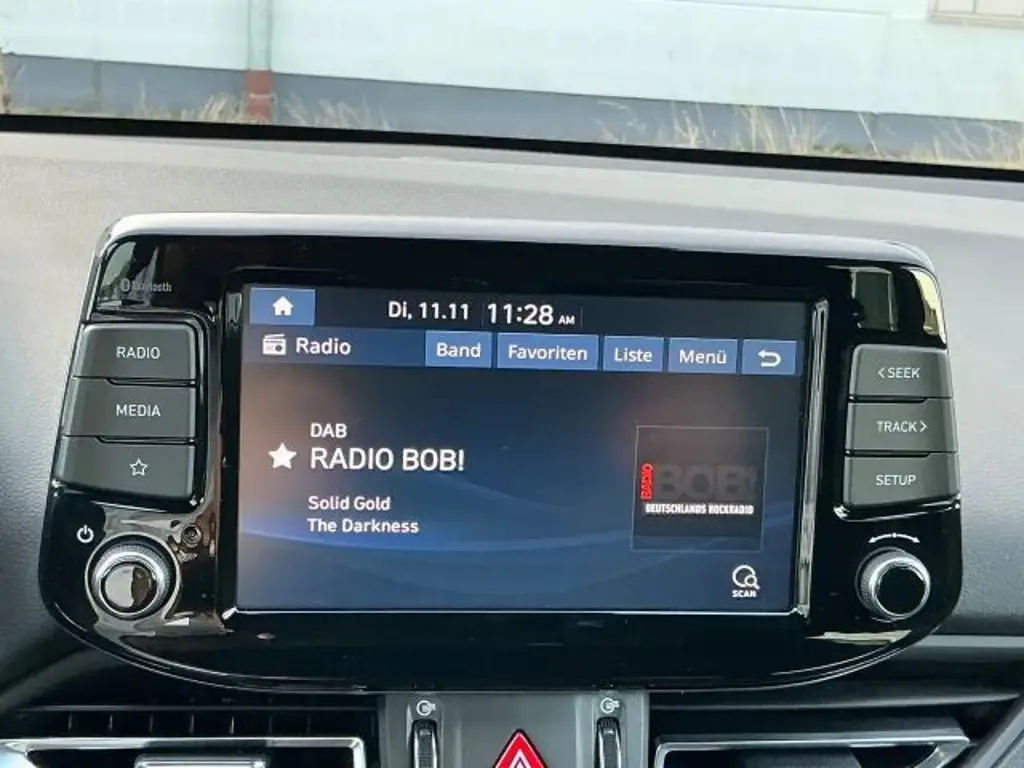 Bluetooth
Di, 11.11 11:28 AM
Radio Band Favoriten Liste Menü
RADIO
MEDIA
DAB
RADIO BOB!
Solid Gold
The Darkness
RADIO BOB!
DEUTSCHLANDS ROCKRADIO
SCAN
< SEEK
TRACK >
SETUP